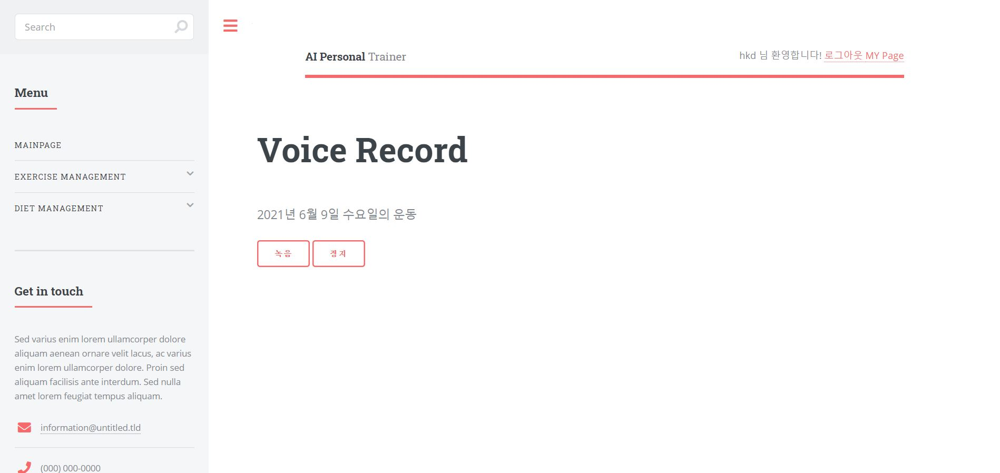 Search
Menu
MAINPAGE
EXERCISE MANAGEMENT
DIET MANAGEMENT
Get in touch
Sed varius enim lorem ullamcorper dolore
aliquam aenean ornare velit lacus, ac varius
enim lorem ullamcorper dolore. Proin sed
aliquam facilisis ante interdum. Sed nulla
amet lorem feugiat tempus aliquam.
information@untitled.tld
(000) 000-0000
AI Personal Trainer
hkd 님 환영합니다! 로그아웃 MY Page
Voice Record
2021년 6월 9일 수요일의 운동
녹음 정지